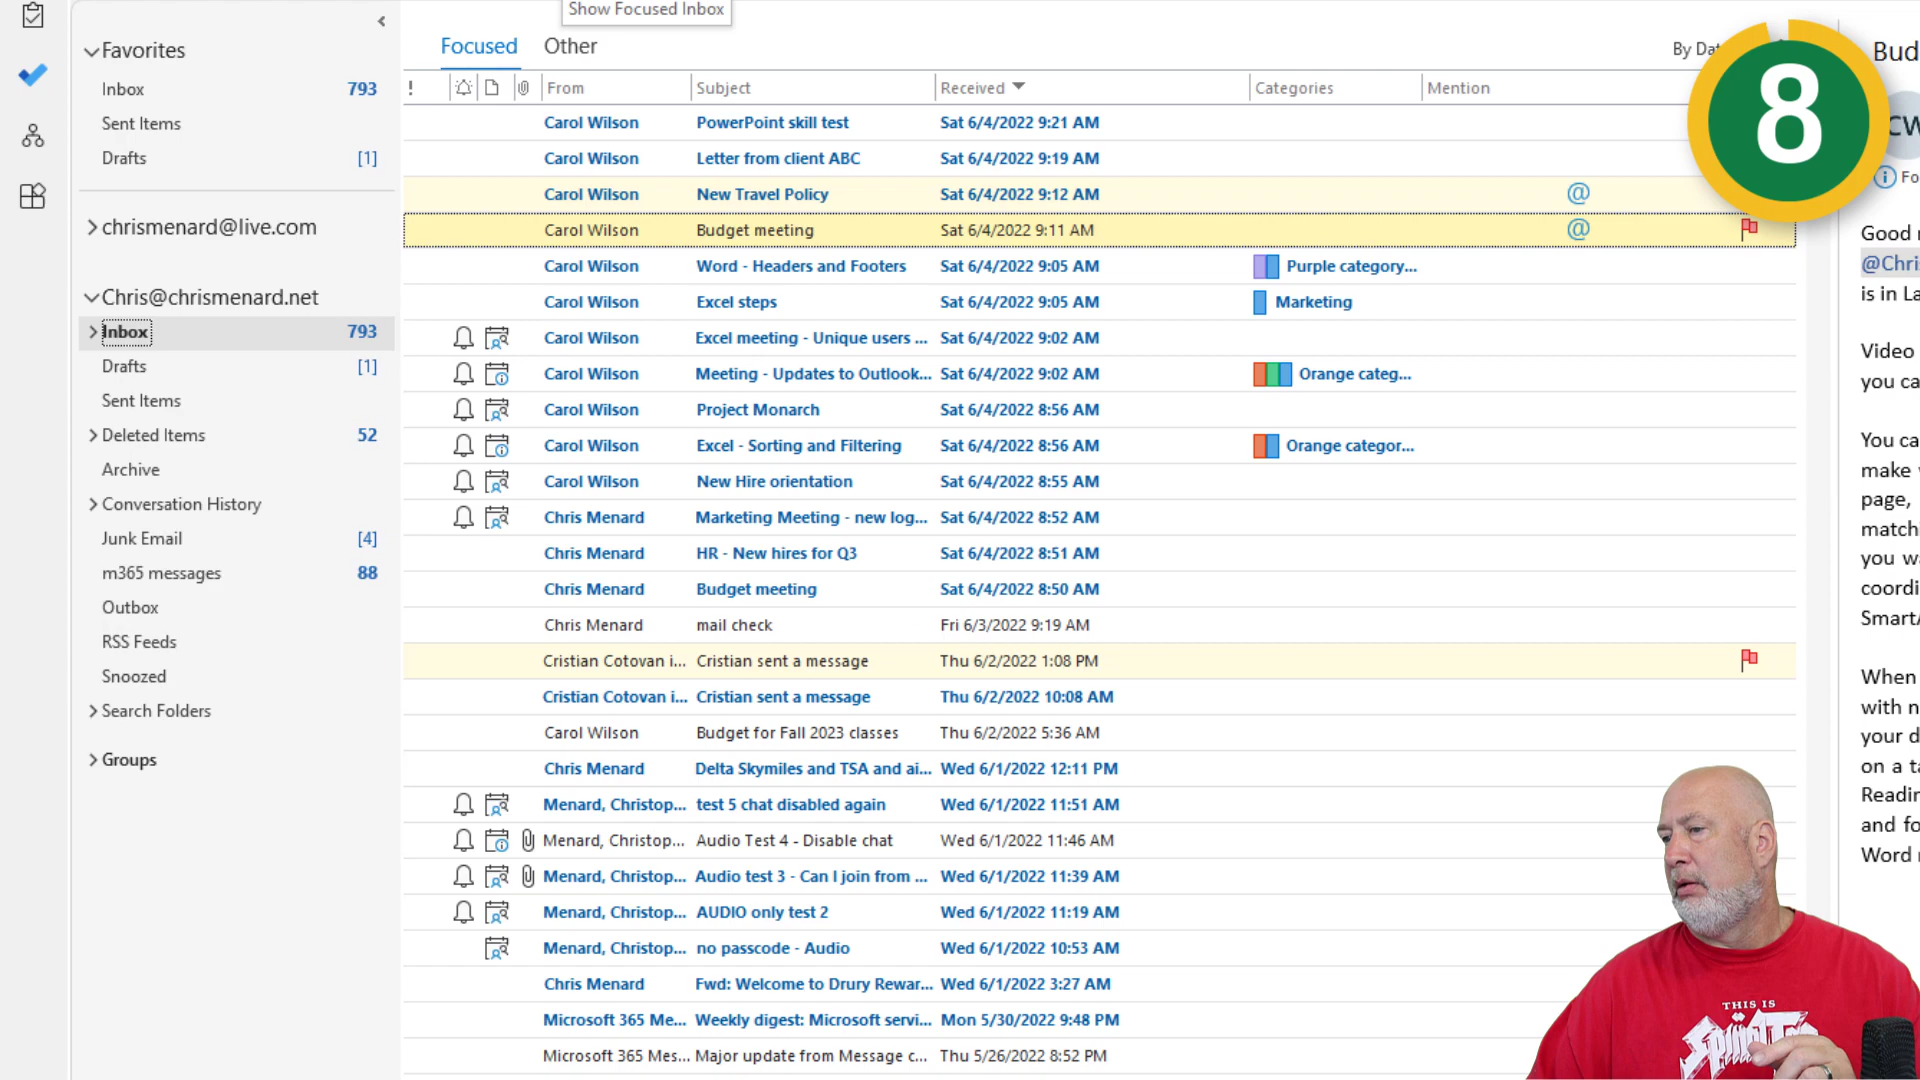 Show Focused Inbox
Favorites
Inbox 793
Sent Items
Drafts [1]
chrismenard@live.com
Chris@chrismenard.net
Inbox 793
Drafts [1]
Sent Items
Deleted Items 52
Archive
Conversation History
Junk Email [4]
m365 messages 88
Outbox
RSS Feeds
Snoozed
Search Folders
Groups
Focused Other
By Dat
! From Subject Received Categories Mention
Carol Wilson PowerPoint skill test Sat 6/4/2022 9:21 AM
Carol Wilson Letter from client ABC Sat 6/4/2022 9:19 AM
Carol Wilson New Travel Policy Sat 6/4/2022 9:12 AM @
Carol Wilson Budget meeting Sat 6/4/2022 9:11 AM @
Carol Wilson Word - Headers and Footers Sat 6/4/2022 9:05 AM Purple category...
Carol Wilson Excel steps Sat 6/4/2022 9:05 AM Marketing
Carol Wilson Excel meeting - Unique users ... Sat 6/4/2022 9:02 AM
Carol Wilson Meeting - Updates to Outlook... Sat 6/4/2022 9:02 AM Orange categ...
Carol Wilson Project Monarch Sat 6/4/2022 8:56 AM
Carol Wilson Excel - Sorting and Filtering Sat 6/4/2022 8:56 AM Orange categor...
Carol Wilson New Hire orientation Sat 6/4/2022 8:55 AM
Chris Menard Marketing Meeting - new log... Sat 6/4/2022 8:52 AM
Chris Menard HR - New hires for Q3 Sat 6/4/2022 8:51 AM
Chris Menard Budget meeting Sat 6/4/2022 8:50 AM
Chris Menard mail check Fri 6/3/2022 9:19 AM
Cristian Cotovan i... Cristian sent a message Thu 6/2/2022 1:08 PM
Cristian Cotovan i... Cristian sent a message Thu 6/2/2022 10:08 AM
Carol Wilson Budget for Fall 2023 classes Thu 6/2/2022 5:36 AM
Chris Menard Delta Skymiles and TSA and ai... Wed 6/1/2022 12:11 PM
Menard, Christop... test 5 chat disabled again Wed 6/1/2022 11:51 AM
Menard, Christop... Audio Test 4 - Disable chat Wed 6/1/2022 11:46 AM
Menard, Christop... Audio test 3 - Can I join from ... Wed 6/1/2022 11:39 AM
Menard, Christop... AUDIO only test 2 Wed 6/1/2022 11:19 AM
Menard, Christop... no passcode - Audio Wed 6/1/2022 10:53 AM
Chris Menard Fwd: Welcome to Drury Rewar... Wed 6/1/2022 3:27 AM
Microsoft 365 Me... Weekly digest: Microsoft servi... Mon 5/30/2022 9:48 PM
Microsoft 365 Mes... Major update from Message c... Thu 5/26/2022 8:52 PM
8
Bud
CW
Fo
Good
@Chris
is in La
Video
you ca
You ca
make
page,
match
you wa
coordi
Smart
When
with n
your d
on a ta
Readin
and fo
Word
THIS IS